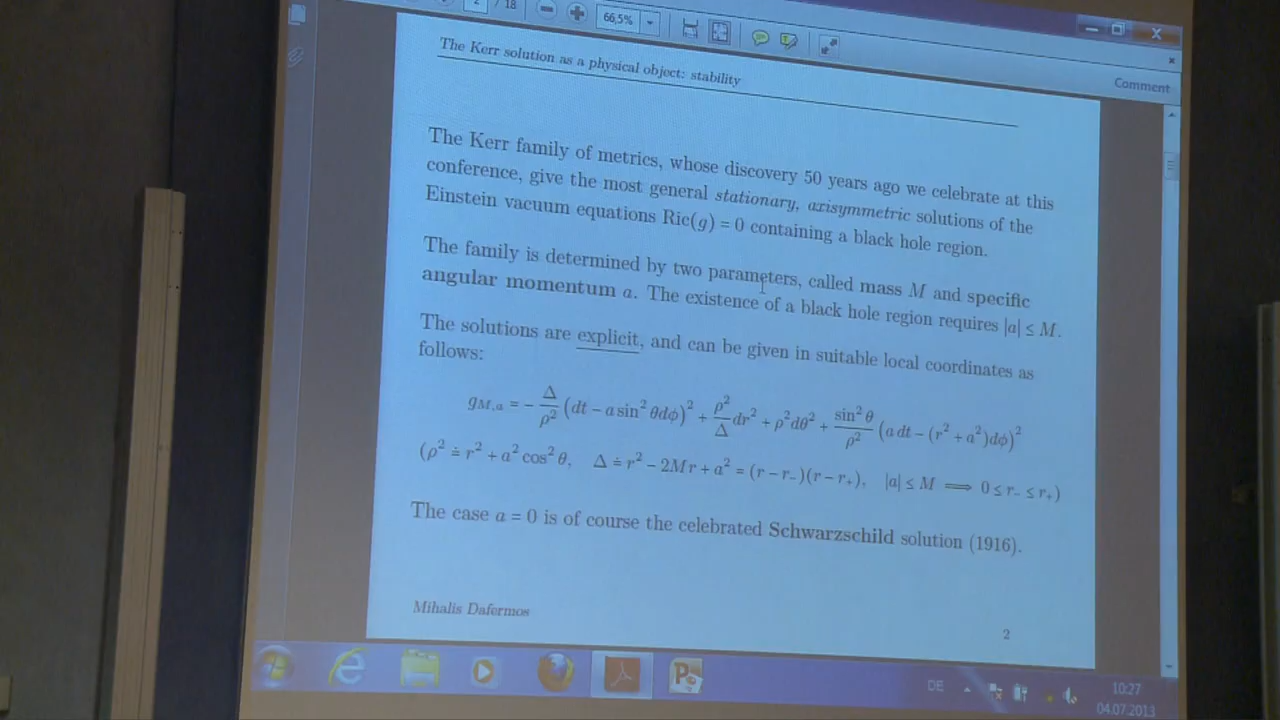 2 / 18
66,5%
Comment
The Kerr solution as a physical object: stability
The Kerr family of metrics, whose discovery 50 years ago we celebrate at this
conference, give the most general stationary, axisymmetric solutions of the
Einstein vacuum equations Ric(g) = 0 containing a black hole region.
The family is determined by two parameters, called mass M and specific
angular momentum a. The existence of a black hole region requires |a| ≤ M.
The solutions are explicit, and can be given in suitable local coordinates as
follows:
g_{M,a} = −Δ/ρ² (dt − a sin² θdϕ)² + ρ²/Δ dr² + ρ²dθ² + sin² θ/ρ² (a dt − (r² + a²)dϕ)²
(ρ² ≐ r² + a² cos² θ, Δ ≐ r² − 2Mr + a² = (r − r₋)(r − r₊), |a| ≤ M ⟹ 0 ≤ r₋ ≤ r₊)
The case a = 0 is of course the celebrated Schwarzschild solution (1916).
Mihalis Dafermos
2
DE
10:27
04.07.2013